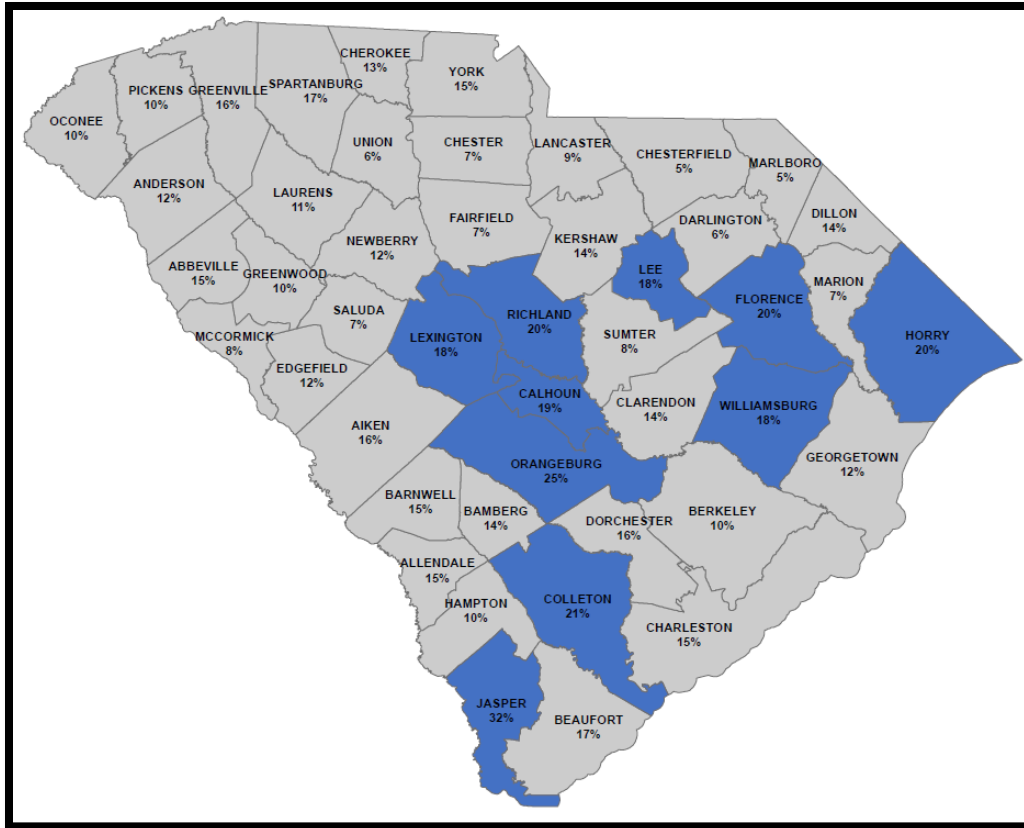 CHEROKEE
13%
YORK
15%
PICKENS
10%
GREENVILLE
16%
SPARTANBURG
17%
OCONEE
10%
UNION
6%
CHESTER
7%
LANCASTER
9%
CHESTERFIELD
5%
MARLBORO
5%
ANDERSON
12%
LAURENS
11%
FAIRFIELD
7%
DARLINGTON
6%
DILLON
14%
NEWBERRY
12%
KERSHAW
14%
ABBEVILLE
15%
GREENWOOD
10%
LEE
18%
MARION
7%
FLORENCE
20%
SALUDA
7%
RICHLAND
20%
MCCORMICK
8%
LEXINGTON
18%
SUMTER
8%
HORRY
20%
EDGEFIELD
12%
CALHOUN
19%
CLARENDON
14%
WILLIAMSBURG
18%
AIKEN
16%
ORANGEBURG
25%
GEORGETOWN
12%
BARNWELL
15%
BAMBERG
14%
DORCHESTER
16%
BERKELEY
10%
ALLENDALE
15%
HAMPTON
10%
COLLETON
21%
CHARLESTON
15%
JASPER
32%
BEAUFORT
17%